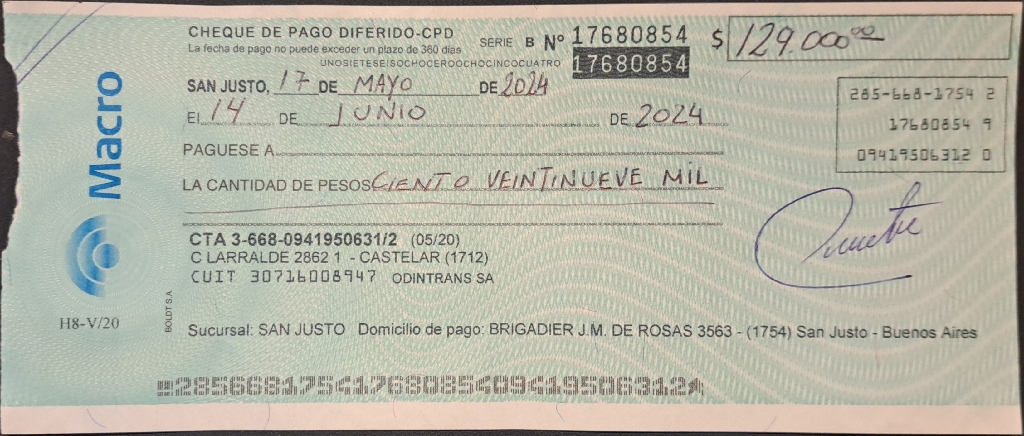 CHEQUE DE PAGO DIFERIDO-CPD
La fecha de pago no puede exceder un plazo de 360 días
SERIE B Nº 17680854
17680854
$ 129.000 00
UNOSIETESEISOCHOCEROOCHOCINCOCUATRO
SAN JUSTO, 17 DE MAYO DE 2024
El 14 DE JUNIO DE 2024
285-668-1754 2
17680854 9
09419506312 0
PAGUESE A
LA CANTIDAD DE PESOS CIENTO VEINTINUEVE MIL
CTA 3-668-0941950631/2 (05/20)
C LARRALDE 2862 1 - CASTELAR (1712)
CUIT 30716008947 ODINTRANS SA
Macro
H8-V/20
BOLDT S.A
Sucursal: SAN JUSTO Domicilio de pago: BRIGADIER J.M. DE ROSAS 3563 - (1754) San Justo - Buenos Aires
28566817541768085409419506312